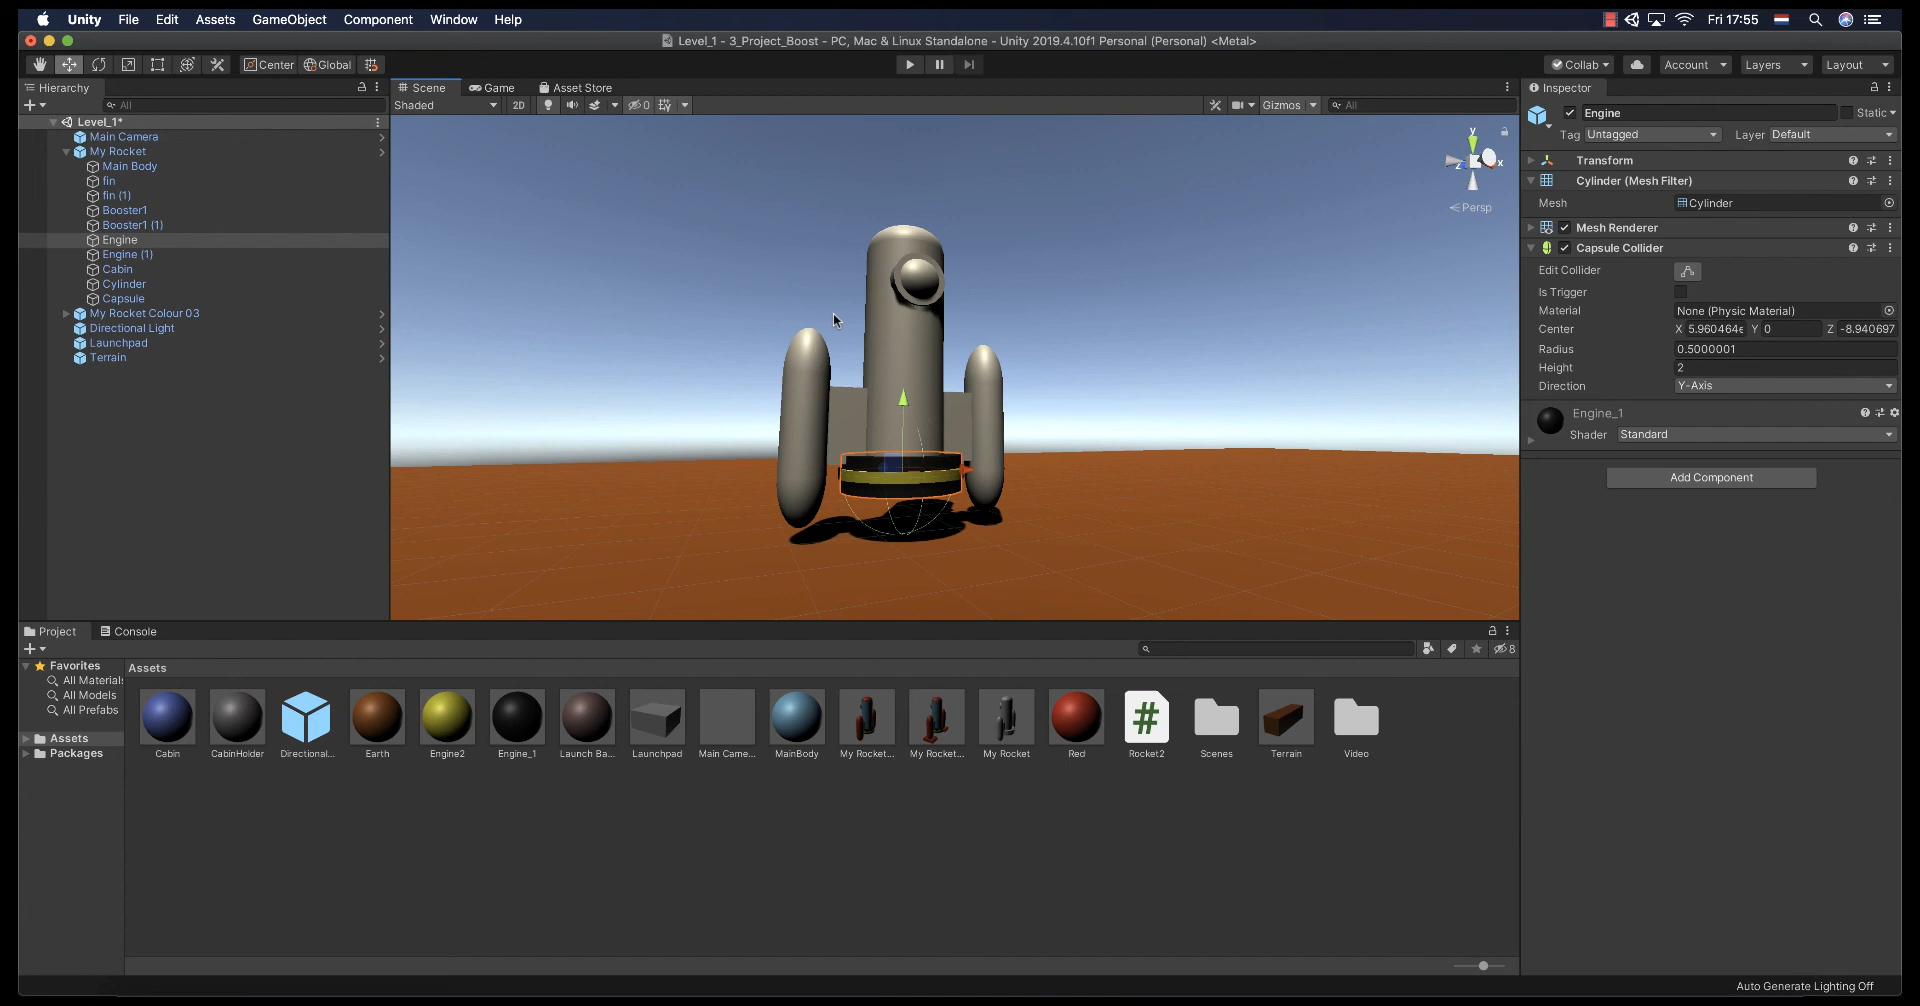 Unity File Edit Assets GameObject Component Window Help Fri 17:55
Level_1 - 3_Project_Boost - PC, Mac & Linux Standalone - Unity 2019.4.10f1 Personal (Personal) <Metal>
Center Global Collab Account Layers Layout
Hierarchy
All
Level_1*
Main Camera
My Rocket
Main Body
fin
fin (1)
Booster1
Booster1 (1)
Engine
Engine (1)
Cabin
Cylinder
Capsule
My Rocket Colour 03
Directional Light
Launchpad
Terrain
Scene Game Asset Store
Shaded 2D 0 Gizmos All
y
x
z
Persp
Inspector
Engine Static
Tag Untagged Layer Default
Transform
Cylinder (Mesh Filter)
Mesh Cylinder
Mesh Renderer
Capsule Collider
Edit Collider
Is Trigger
Material None (Physic Material)
Center X 5.960464e Y 0 Z -8.940697
Radius 0.5000001
Height 2
Direction Y-Axis
Engine_1
Shader Standard
Add Component
Project Console
8
Favorites
All Materials
All Models
All Prefabs
Assets
Packages
Assets
Cabin CabinHolder Directional... Earth Engine2 Engine_1 Launch Ba... Launchpad Main Came... MainBody My Rocket... My Rocket... My Rocket Red Rocket2 Scenes Terrain Video
#
Auto Generate Lighting Off